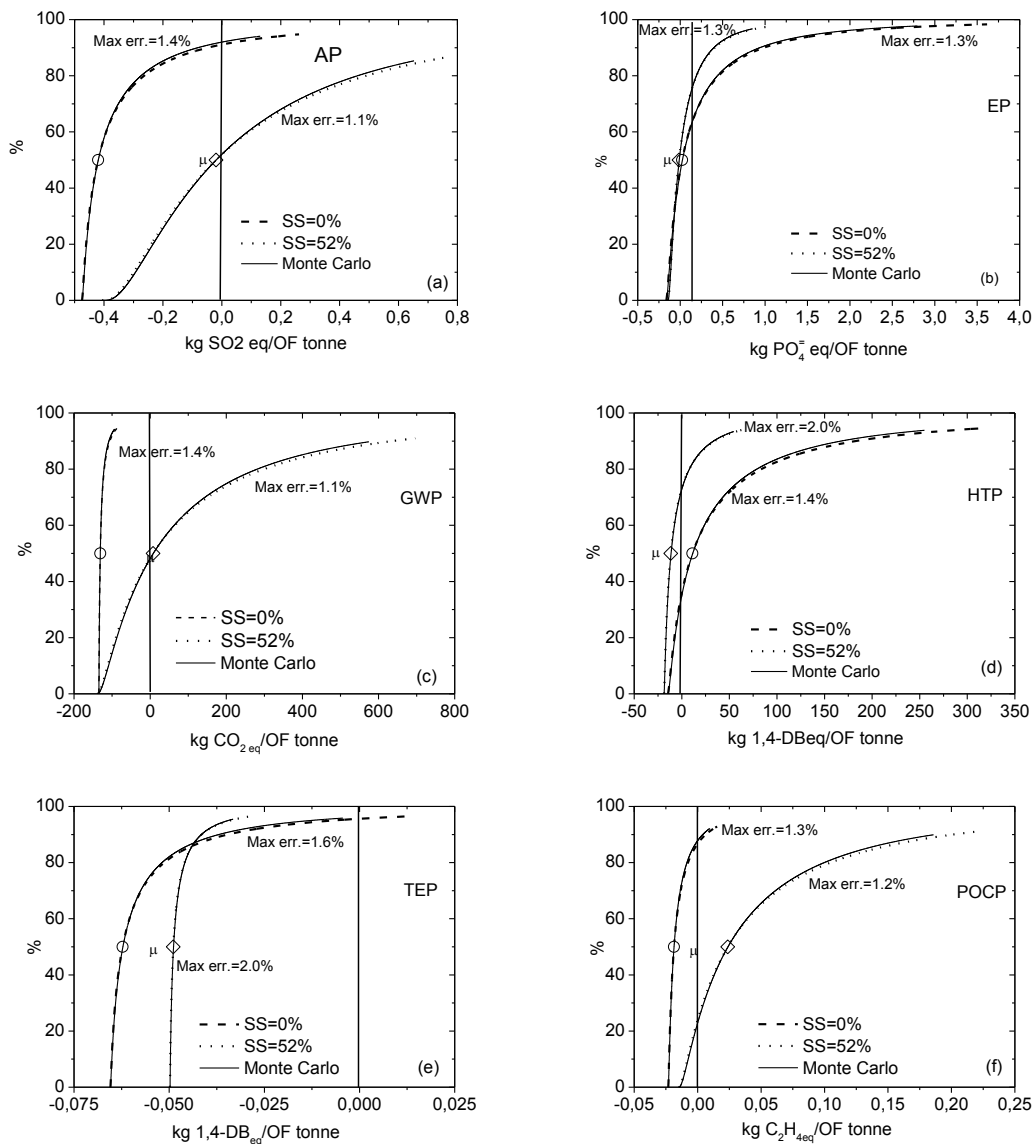 100
80
60
40
20
0
%
Max err.=1.4%
AP
Max err.=1.1%
μ
SS=0%
SS=52%
Monte Carlo
(a)
-0,4 -0,2 0,0 0,2 0,4 0,6 0,8
kg SO2 eq/OF tonne
100
80
60
40
20
0
%
Max err.=1.3%
Max err.=1.3%
EP
μ
SS=0%
SS=52%
Monte Carlo
(b)
-0,5 0,0 0,5 1,0 1,5 2,0 2,5 3,0 3,5 4,0
kg PO4= eq/OF tonne
100
80
60
40
20
0
%
Max err.=1.4%
Max err.=1.1%
GWP
SS=0%
SS=52%
Monte Carlo
(c)
-200 0 200 400 600 800
kg CO2 eq/OF tonne
100
80
60
40
20
0
%
Max err.=2.0%
Max err.=1.4%
HTP
μ
SS=0%
SS=52%
Monte Carlo
(d)
-50 0 50 100 150 200 250 300 350
kg 1,4-DBeq/OF tonne
100
80
60
40
20
0
%
Max err.=1.6%
TEP
μ
Max err.=2.0%
SS=0%
SS=52%
Monte Carlo
(e)
-0,075 -0,050 -0,025 0,000 0,025
kg 1,4-DBeq/OF tonne
100
80
60
40
20
0
%
Max err.=1.3%
Max err.=1.2%
POCP
μ
SS=0%
SS=52%
Monte Carlo
(f)
-0,05 0,00 0,05 0,10 0,15 0,20 0,25
kg C2H4eq/OF tonne